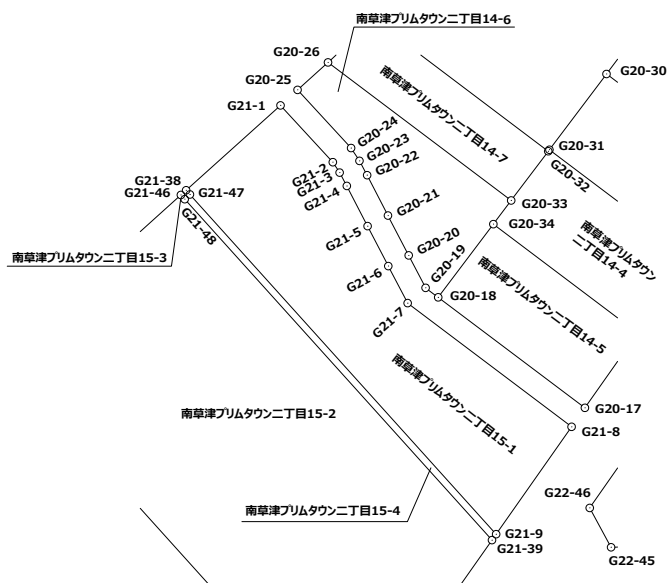 南草津プリムタウン二丁目14-6
G20-26
G20-30
G20-25
南草津プリムタウン二丁目14-7
G21-1
G20-24
G20-23
G20-22
G20-31
G20-32
G21-2
G21-3
G21-4
G21-38
G21-46
G21-47
G21-48
G20-33
G20-34
G20-21
G21-5
南草津プリムタウン
二丁目14-4
G20-20
G20-19
南草津プリムタウン二丁目15-3
G21-6
G20-18
南草津プリムタウン二丁目14-5
G21-7
南草津プリムタウン二丁目15-1
南草津プリムタウン二丁目15-2
G20-17
G21-8
南草津プリムタウン二丁目15-4
G22-46
G21-9
G21-39
G22-45